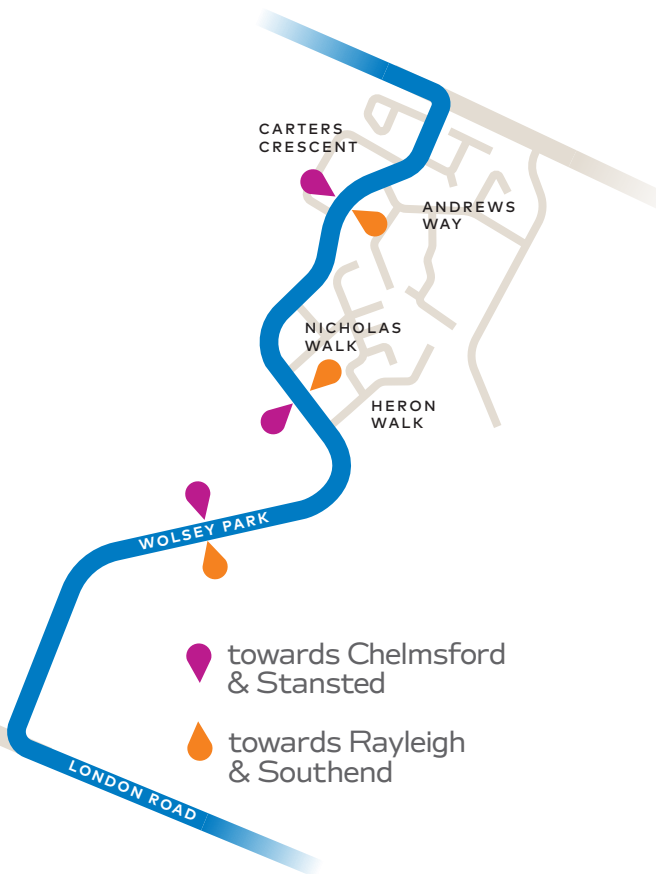 CARTERS
CRESCENT
ANDREWS
WAY
NICHOLAS
WALK
HERON
WALK
WOLSEY PARK
towards Chelmsford
& Stansted
towards Rayleigh
& Southend
LONDON ROAD